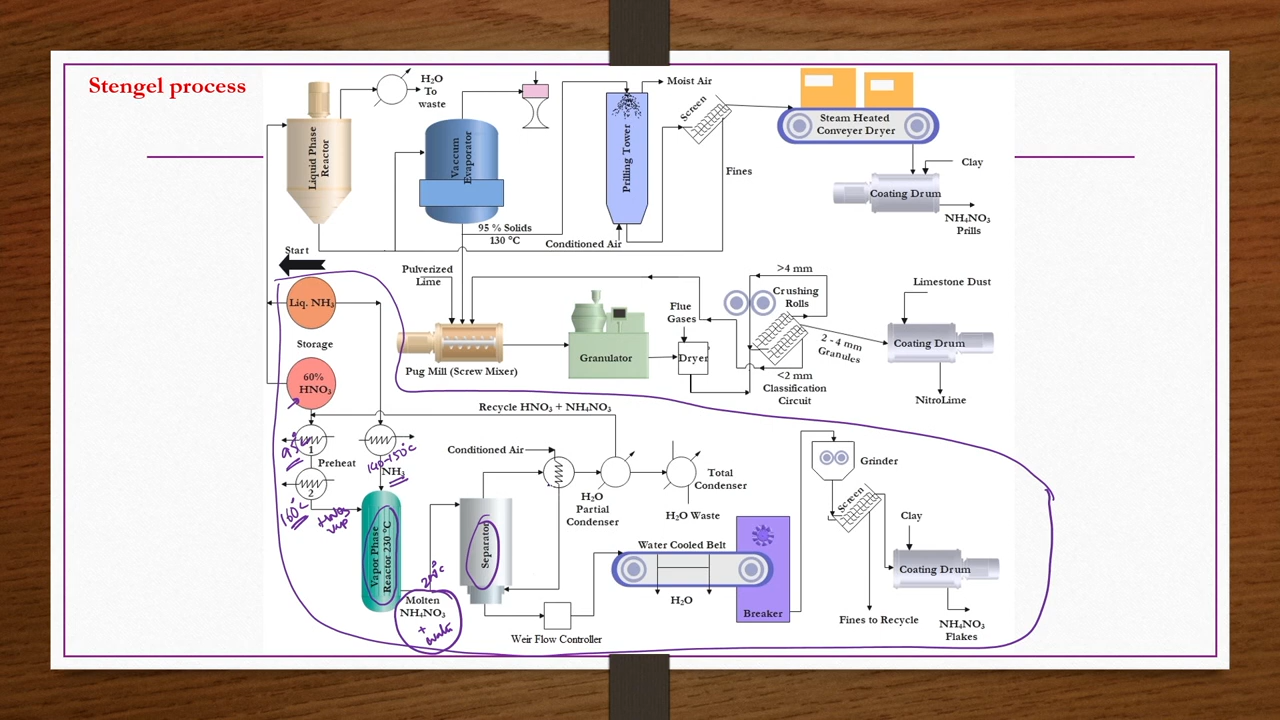 Stengel process
H₂O
To
waste
Liquid Phase
Reactor
Vaccum
Evaporator
95 % Solids
130 °C
Prilling Tower
Moist Air
Conditioned Air
Screen
Fines
Steam Heated
Conveyer Dryer
Clay
Coating Drum
NH₄NO₃
Prills
Start
Liq. NH₃
Storage
60%
HNO₃
Pulverized
Lime
Pug Mill (Screw Mixer)
Granulator
Flue
Gases
Dryer
>4 mm
Crushing
Rolls
2 - 4 mm
Granules
<2 mm
Classification
Circuit
Limestone Dust
Coating Drum
NitroLime
Recycle HNO₃ + NH₄NO₃
1
Preheat
2
140-150°C
NH₃
160°C
Vapor Phase
Reactor 230 °C
Molten
NH₄NO₃
Conditioned Air
Separator
H₂O
Partial
Condenser
Total
Condenser
H₂O Waste
Weir Flow Controller
Water Cooled Belt
H₂O
Breaker
Grinder
Screen
Clay
Coating Drum
Fines to Recycle
NH₄NO₃
Flakes